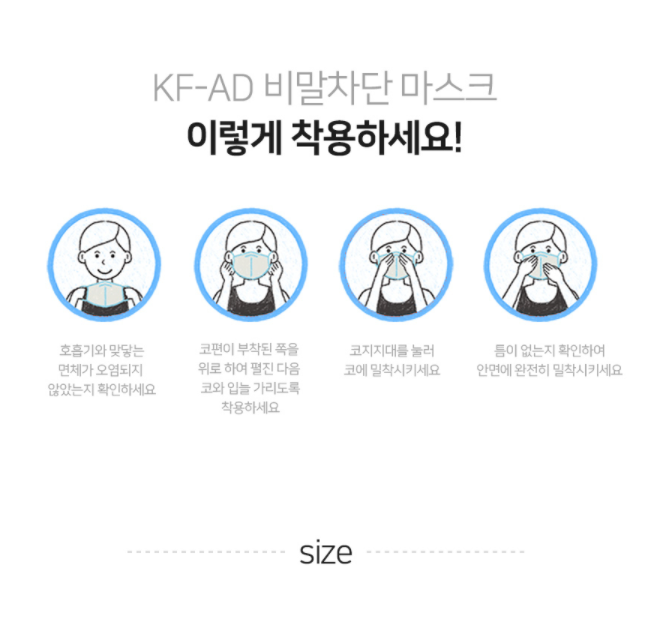 KF-AD 비말차단 마스크
이렇게 착용하세요!
호흡기와 맞닿는
면체가 오염되지
않았는지 확인하세요
코편이 부착된 쪽을
위로 하여 펼진 다음
코와 입늘 가리도록
착용하세요
코지지대를 눌러
코에 밀착시키세요
틈이 없는지 확인하여
안면에 완전히 밀착시키세요
size